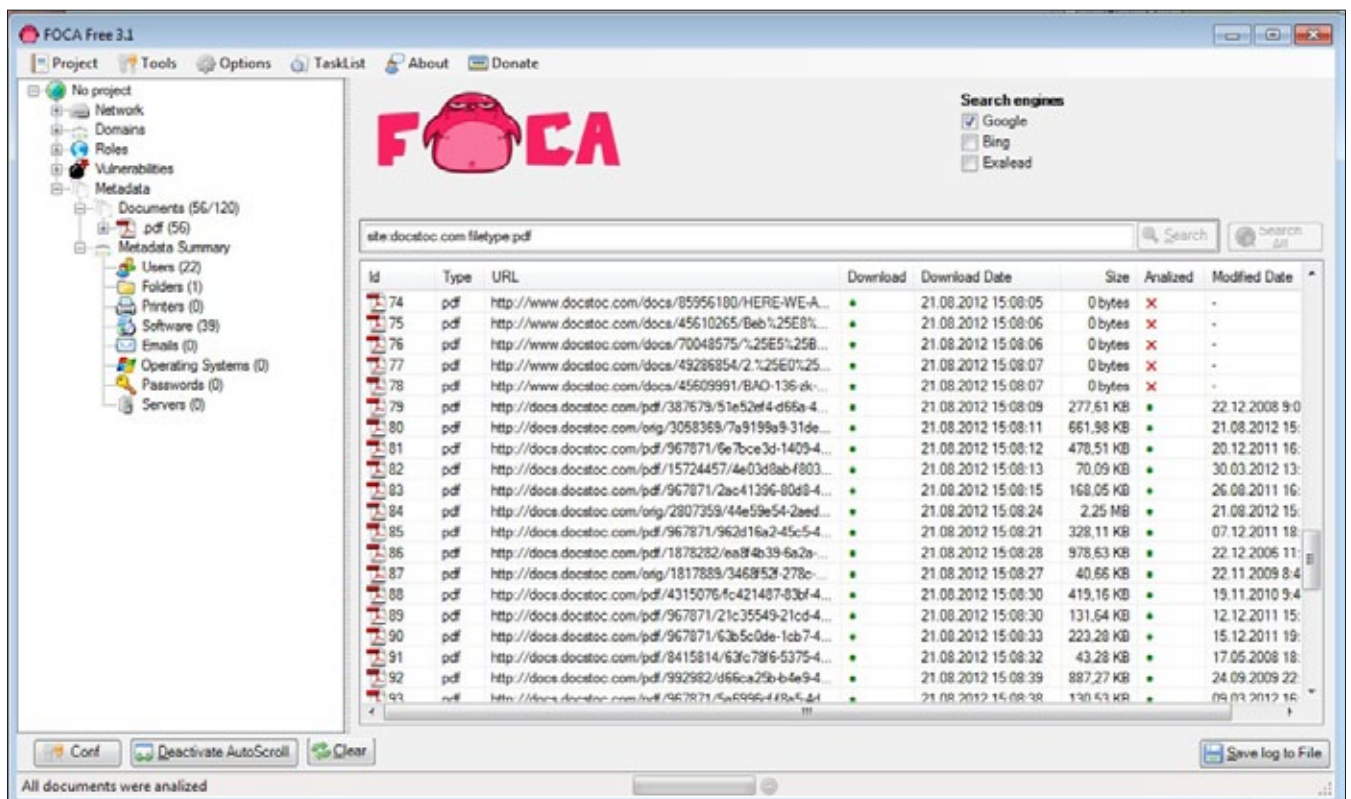 FOCA Free 3.1
Project Tools Options TaskList About Donate
No project
Network
Domains
Roles
Vulnerabilities
Metadata
Documents (56/120)
.pdf (56)
Metadata Summary
Users (22)
Folders (1)
Printers (0)
Software (39)
Emails (0)
Operating Systems (0)
Passwords (0)
Servers (0)
FOCA
Search engines
Google
Bing
Exalead
site:docstoc.com filetype:pdf
Search
Search All
Id Type URL Download Download Date Size Analized Modified Date
74 pdf http://www.docstoc.com/docs/85956180/HERE-WE-A... 21.08.2012 15:08:05 0 bytes -
75 pdf http://www.docstoc.com/docs/45610265/Beb%25E8%... 21.08.2012 15:08:06 0 bytes -
76 pdf http://www.docstoc.com/docs/70048575/%25E5%25B... 21.08.2012 15:08:06 0 bytes -
77 pdf http://www.docstoc.com/docs/49286854/2.%25E0%25... 21.08.2012 15:08:07 0 bytes -
78 pdf http://www.docstoc.com/docs/45609991/BAO-136-zk-... 21.08.2012 15:08:07 0 bytes -
79 pdf http://docs.docstoc.com/pdf/387679/51e52ef4-d66a-4... 21.08.2012 15:08:09 277,61 KB 22.12.2008 9:0
80 pdf http://docs.docstoc.com/orig/3058369/7a9199a9-31de... 21.08.2012 15:08:11 661,98 KB 21.08.2012 15:
81 pdf http://docs.docstoc.com/pdf/967871/6e7bce3d-1409-4... 21.08.2012 15:08:12 478,51 KB 20.12.2011 16:
82 pdf http://docs.docstoc.com/pdf/15724457/4e03d8ab-f803... 21.08.2012 15:08:13 70,09 KB 30.03.2012 13:
83 pdf http://docs.docstoc.com/pdf/967871/2ac41396-80d8-4... 21.08.2012 15:08:15 168,05 KB 26.08.2011 16:
84 pdf http://docs.docstoc.com/orig/2807359/44e59e54-2aed... 21.08.2012 15:08:24 2,25 MB 21.08.2012 15:
85 pdf http://docs.docstoc.com/pdf/967871/962d16a2-45c5-4... 21.08.2012 15:08:21 328,11 KB 07.12.2011 18:
86 pdf http://docs.docstoc.com/pdf/1878282/ea8f4b39-6a2a-... 21.08.2012 15:08:28 978,63 KB 22.12.2006 11:
87 pdf http://docs.docstoc.com/orig/1817889/3468f52f-278c-... 21.08.2012 15:08:27 40,66 KB 22.11.2009 8:4
88 pdf http://docs.docstoc.com/pdf/4315076/fc421487-83bf-4... 21.08.2012 15:08:30 419,16 KB 19.11.2010 9:4
89 pdf http://docs.docstoc.com/pdf/967871/21c35549-21cd-4... 21.08.2012 15:08:30 131,64 KB 12.12.2011 15:
90 pdf http://docs.docstoc.com/pdf/967871/63b5c0de-1cb7-4... 21.08.2012 15:08:33 223,28 KB 15.12.2011 19:
91 pdf http://docs.docstoc.com/pdf/8415814/63fc78f6-5375-4... 21.08.2012 15:08:32 43,28 KB 17.05.2008 18:
92 pdf http://docs.docstoc.com/pdf/992982/d66ca25b-b4e9-4... 21.08.2012 15:08:39 887,27 KB 24.09.2009 22:
93 pdf 21.08.2012 15:08:38 130,53 KB 09.03.2012 16:
Conf Deactivate AutoScroll Clear Save log to File
All documents were analized